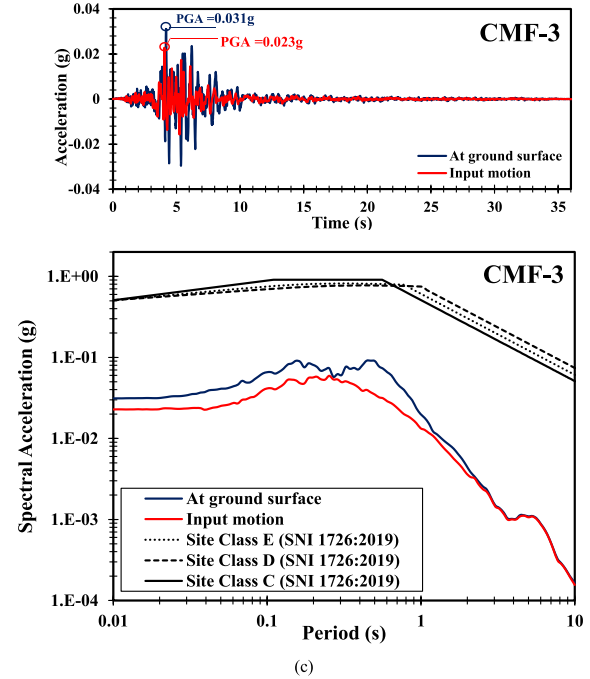 PGA = 0.031g
PGA = 0.023g
CMF-3
Acceleration (g)
0.04
0.02
0
-0.02
-0.04
At ground surface
Input motion
0 5 10 15 20 25 30 35
Time (s)
CMF-3
Spectral Acceleration (g)
1.E+00
1.E-01
1.E-02
1.E-03
1.E-04
At ground surface
Input motion
Site Class E (SNI 1726:2019)
Site Class D (SNI 1726:2019)
Site Class C (SNI 1726:2019)
0.01 0.1 1 10
Period (s)
(c)